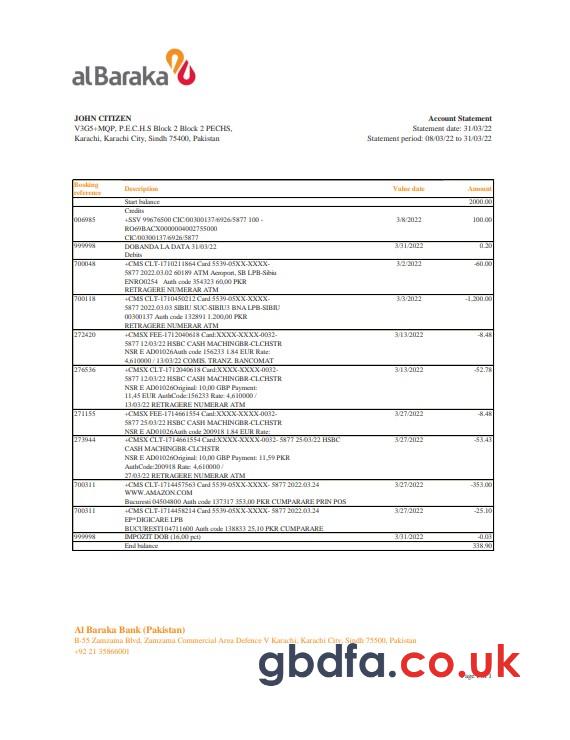 al Baraka
JOHN CITIZEN
V3G5+MQP, P.E.C.H.S Block 2 Block 2 PECHS,
Karachi, Karachi City, Sindh 75400, Pakistan
Account Statement
Statement date: 31/03/22
Statement period: 08/03/22 to 31/03/22
Booking reference Description Value date Amount
Start balance 2000.00
Credits
006985 +SSV 99676500 CIC/00300137/6926/5877 100 - 3/8/2022 100.00
RO69BACX0000004002755000
CIC/00300137/6926/5877
999998 DOBANDA LA DATA 31/03/22 3/31/2022 0.20
Debits
700048 +CMS CLT-1710211864 Card 5539-05XX-XXXX- 3/2/2022 -60.00
5877 2022.03.02 60189 ATM Aeroport, SB LPB-Sibiu
ENRO0254 Auth code 354323 60,00 PKR
RETRAGERE NUMERAR ATM
700118 +CMS CLT-1710450212 Card 5539-05XX-XXXX- 3/3/2022 -1,200.00
5877 2022.03.03 SIBIU SUC-SIBIU3 BNA LPB-SIBIU
00300137 Auth code 132891 1.200,00 PKR
RETRAGERE NUMERAR ATM
272420 +CMSX FEE-1712040618 Card:XXXX-XXXX-0032- 3/13/2022 -8.48
5877 12/03/22 HSBC CASH MACHINGBR-CLCHSTR
NSR E AD01026Auth code 156233 1.84 EUR Rate:
4,610000 / 13/03/22 COMIS. TRANZ. BANCOMAT
276536 +CMSX CLT-1712040618 Card:XXXX-XXXX-0032- 3/13/2022 -52.78
5877 12/03/22 HSBC CASH MACHINGBR-CLCHSTR
NSR E AD01026Original: 10,00 GBP Payment:
11,45 EUR AuthCode:156233 Rate: 4,610000 /
13/03/22 RETRAGERE NUMERAR ATM
271155 +CMSX FEE-1714661554 Card:XXXX-XXXX-0032- 3/27/2022 -8.48
5877 25/03/22 HSBC CASH MACHINGBR-CLCHSTR
NSR E AD01026Auth code 200918 1.84 EUR Rate:
273944 +CMSX CLT-1714661554 Card:XXXX-XXXX-0032- 5877 25/03/22 HSBC 3/27/2022 -53.43
CASH MACHINGBR-CLCHSTR
NSR E AD01026Original: 10,00 GBP Payment: 11,59 PKR
AuthCode:200918 Rate: 4,610000 /
27/03/22 RETRAGERE NUMERAR ATM
700311 +CMS CLT-1714457563 Card 5539-05XX-XXXX- 5877 2022.03.24 3/27/2022 -353.00
WWW.AMAZON.COM
Bucuresti 04504800 Auth code 137317 353,00 PKR CUMPARARE PRIN POS
700311 +CMS CLT-1714458214 Card 5539-05XX-XXXX- 5877 2022.03.24 3/27/2022 -25.10
EP*DIGICARE LPB
BUCURESTI 04711600 Auth code 138833 25,10 PKR CUMPARARE
999998 IMPOZIT DOB (16,00 pct) 3/31/2022 -0.03
End balance 338.90
Al Baraka Bank (Pakistan)
B-55 Zamzama Blvd, Zamzama Commercial Area Defence V Karachi, Karachi City, Sindh 75500, Pakistan
+92 21 35866001
gbdfa.co.uk